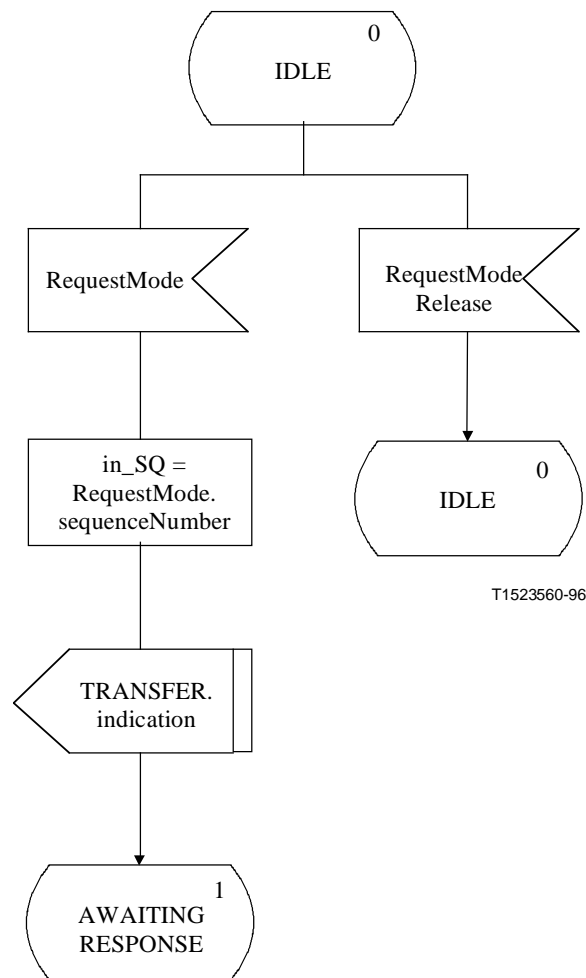 0
IDLE
RequestMode
RequestMode
Release
in_SQ =
RequestMode.
sequenceNumber
0
IDLE
T1523560-96
TRANSFER.
indication
1
AWAITING
RESPONSE